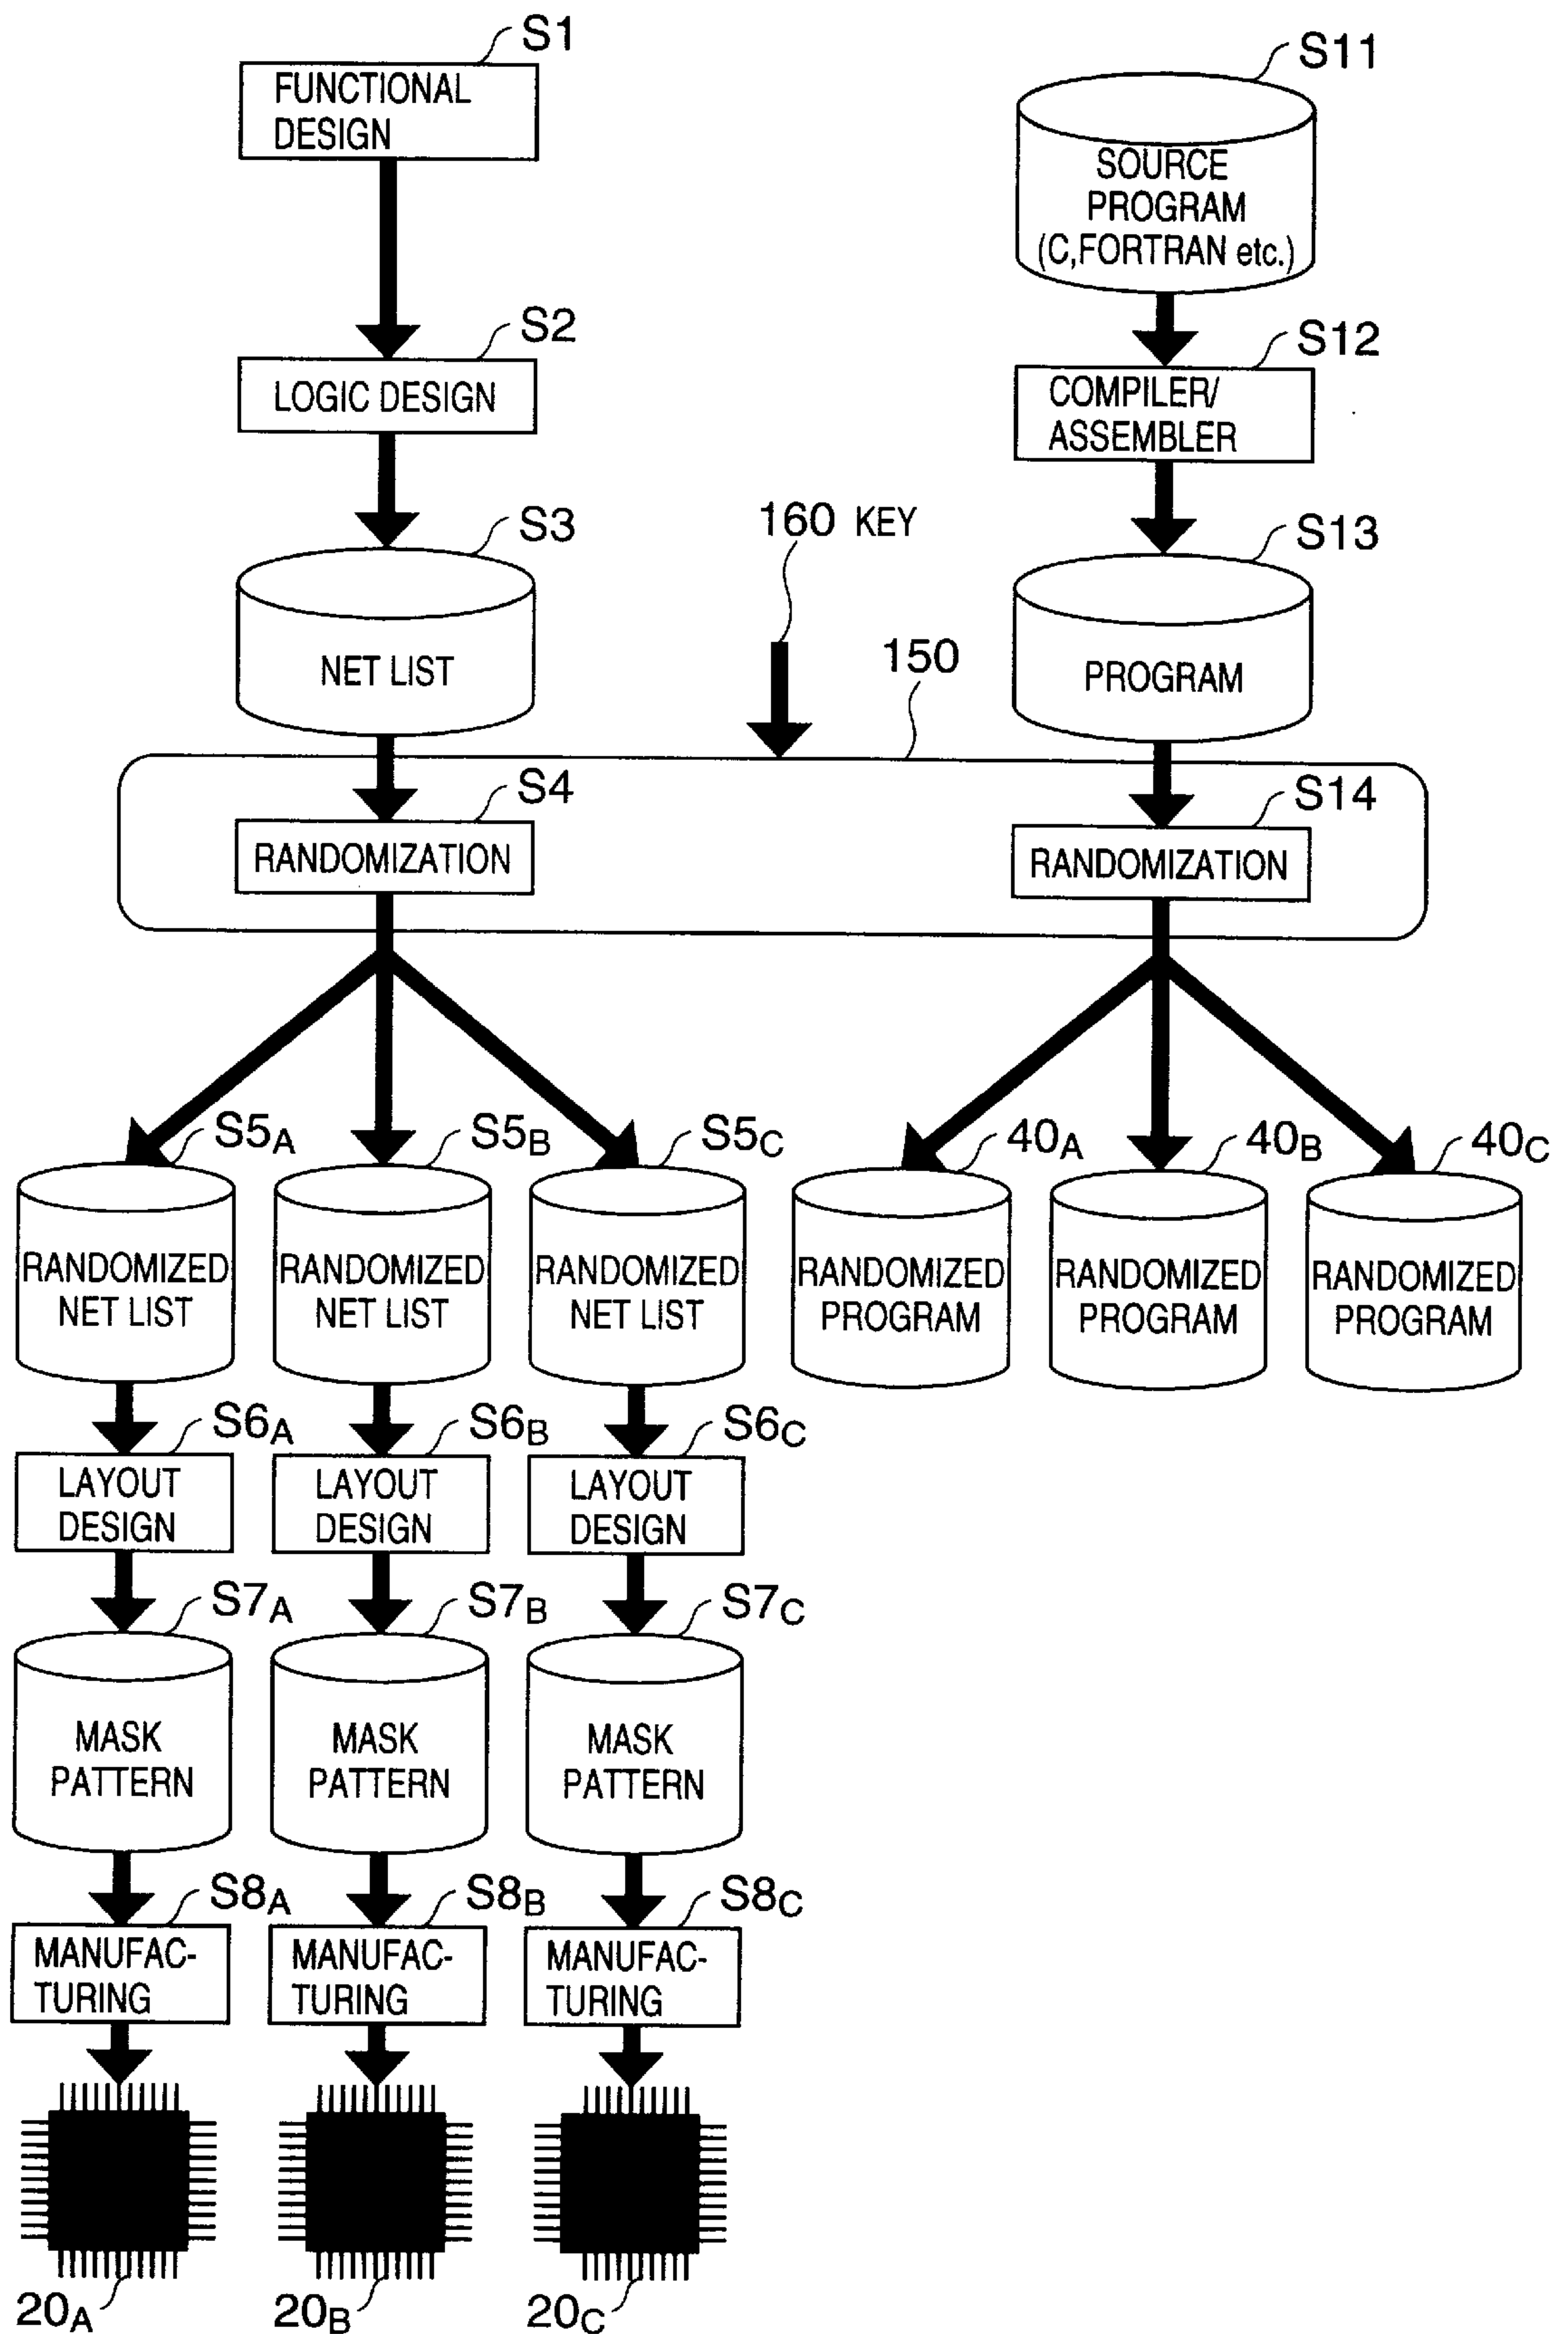 S1
FUNCTIONAL
DESIGN
S11
SOURCE
PROGRAM
(C,FORTRAN etc.)
S2
LOGIC DESIGN
S12
COMPILER/
ASSEMBLER
S3
NET LIST
160 KEY
S13
PROGRAM
150
S4
RANDOMIZATION
S14
RANDOMIZATION
S5A
S5B
S5C
40A
40B
40C
RANDOMIZED
NET LIST
RANDOMIZED
NET LIST
RANDOMIZED
NET LIST
RANDOMIZED
PROGRAM
RANDOMIZED
PROGRAM
RANDOMIZED
PROGRAM
S6A
S6B
S6C
LAYOUT
DESIGN
LAYOUT
DESIGN
LAYOUT
DESIGN
S7A
S7B
S7C
MASK
PATTERN
MASK
PATTERN
MASK
PATTERN
S8A
S8B
S8C
MANUFAC-
TURING
MANUFAC-
TURING
MANUFAC-
TURING
20A
20B
20C